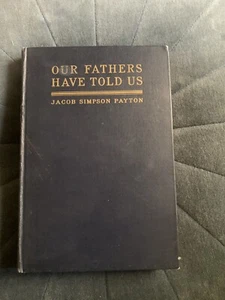 OUR FATHERS
HAVE TOLD US
JACOB SIMPSON PAYTON